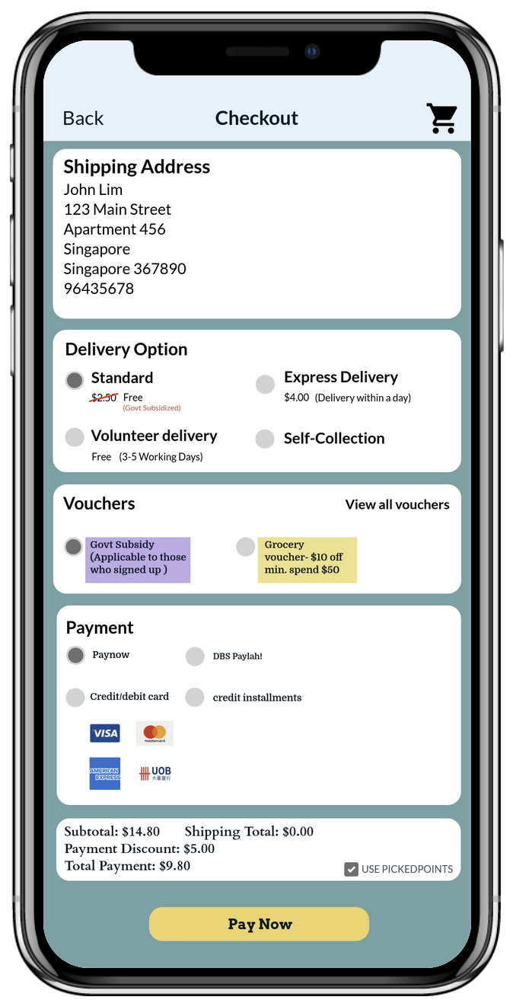 Back Checkout
Shipping Address
John Lim
123 Main Street
Apartment 456
Singapore
Singapore 367890
96435678
Delivery Option
Standard
$2.50 Free
(Govt Subsidized)
Express Delivery
$4.00 (Delivery within a day)
Volunteer delivery
Free (3-5 Working Days)
Self-Collection
Vouchers
View all vouchers
Govt Subsidy
(Applicable to those
who signed up )
Grocery
voucher- $10 off
min. spend $50
Payment
Paynow
DBS Paylah!
Credit/debit card
credit installments
VISA
mastercard
AMERICAN
EXPRESS
UOB
大華銀行
Subtotal: $14.80 Shipping Total: $0.00
Payment Discount: $5.00
Total Payment: $9.80
USE PICKEDPOINTS
Pay Now